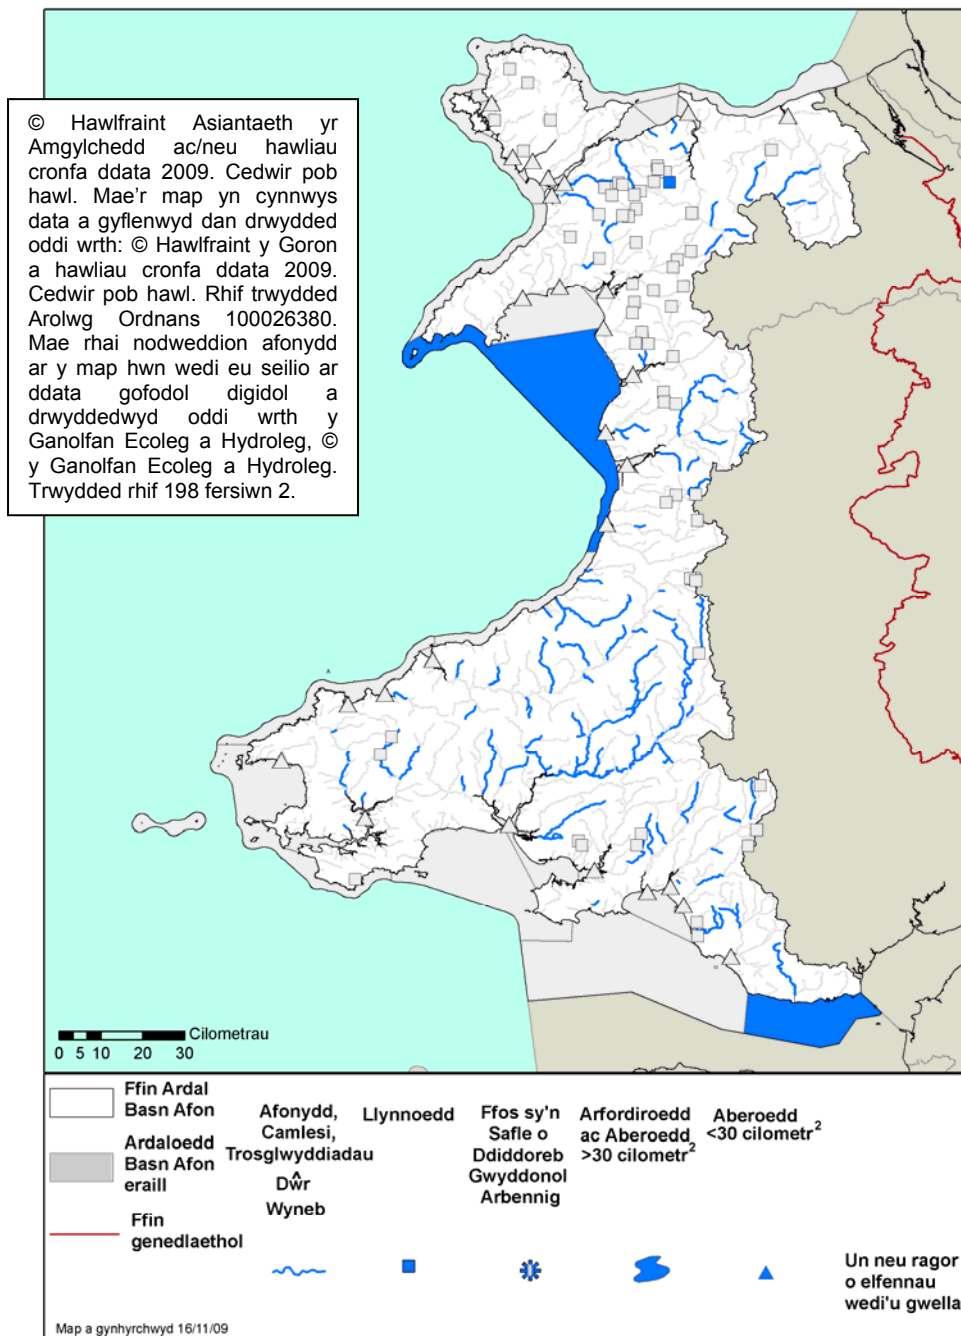 © Hawlfraint Asiantaeth yr
Amgylchedd ac/neu hawliau
cronfa ddata 2009. Cedwir pob
hawl. Mae'r map yn cynnwys
data a gyflenwyd dan drwydded
oddi wrth: © Hawlfraint y Goron
a hawliau cronfa ddata 2009.
Cedwir pob hawl. Rhif trwydded
Arolwg Ordnans 100026380.
Mae rhai nodweddion afonydd
ar y map hwn wedi eu seilio ar
ddata gofodol digidol a
drwyddedwyd oddi wrth y
Ganolfan Ecoleg a Hydroleg, ©
y Ganolfan Ecoleg a Hydroleg.
Trwydded rhif 198 fersiwn 2.
Cilometrau
0 5 10 20 30
Ffin Ardal
Basn Afon
Ardaloedd
Basn Afon
eraill
Ffin
genedlaethol
Afonydd,
Camlesi,
Trosglwyddiadau
Dŵr
Wyneb
Llynnoedd
Ffos sy'n
Safle o
Ddiddoreb
Gwyddonol
Arbennig
Arfordiroedd
ac Aberoedd
>30 cilometr²
Aberoedd
<30 cilometr²
Un neu ragor
o elfennau
wedi'u gwella
Map a gynhyrchwyd 16/11/09